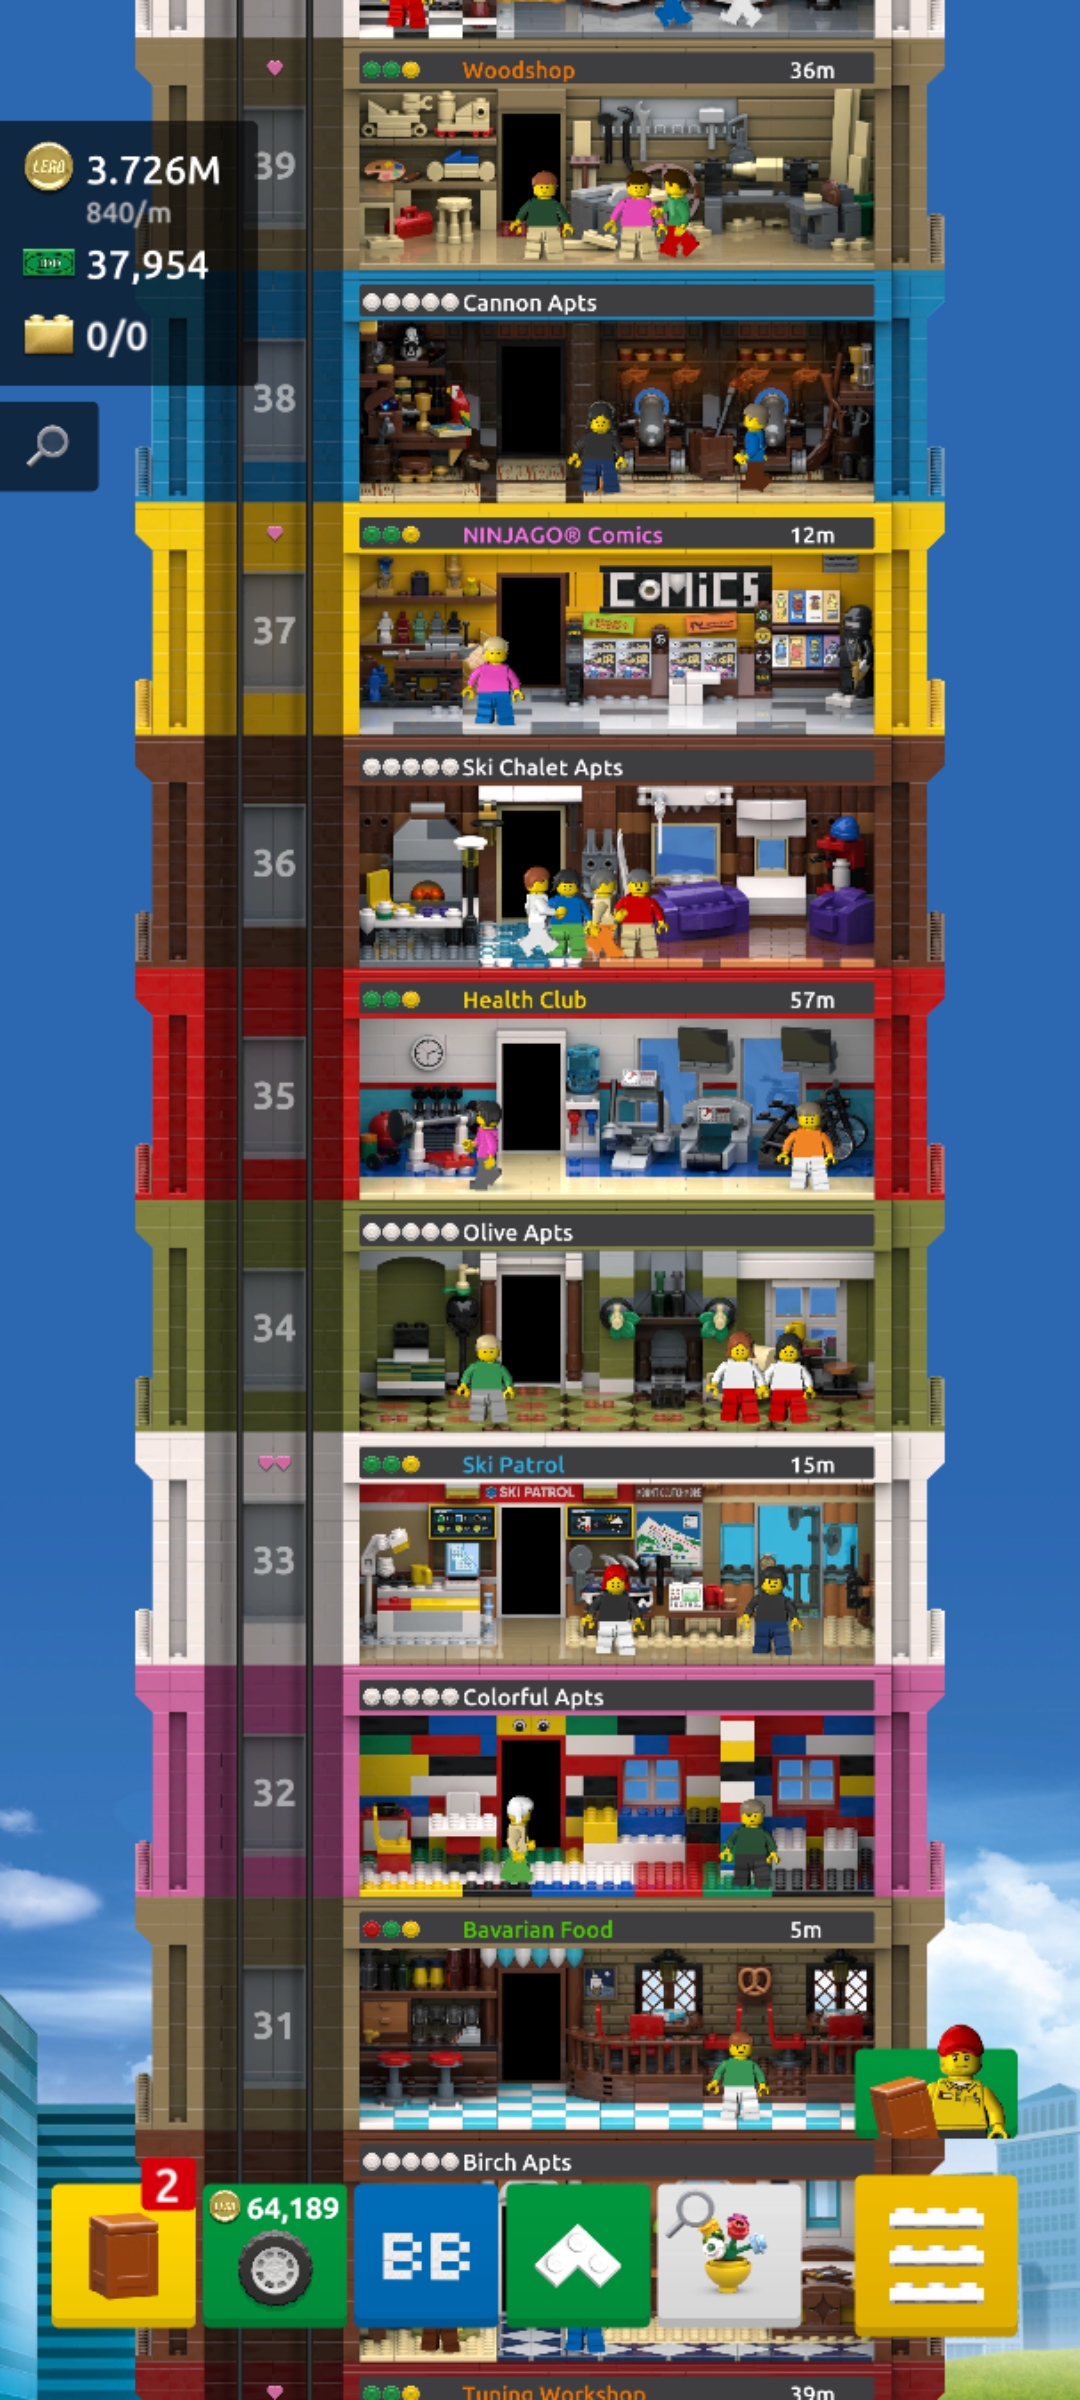 Woodshop 36m
39
LEGO 3.726M
840/m
37,954
0/0
Cannon Apts
38
NINJAGO® Comics 12m
COMiCS
37
Ski Chalet Apts
36
Health Club 57m
35
Olive Apts
34
Ski Patrol 15m
SKI PATROL
33
Colorful Apts
32
Bavarian Food 5m
31
Birch Apts
2
64,189
BB
Tuning Workshop 39m